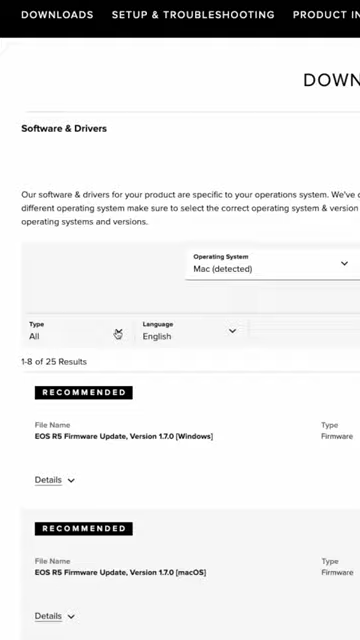 DOWNLOADS SETUP & TROUBLESHOOTING PRODUCT IN
DOWN
Software & Drivers
Our software & drivers for your product are specific to your operations system. We've
different operating system make sure to select the correct operating system & version
operating systems and versions.
Operating System
Mac (detected)
Type
All
Language
English
1-8 of 25 Results
RECOMMENDED
File Name
EOS R5 Firmware Update, Version 1.7.0 [Windows]
Type
Firmware
Details
RECOMMENDED
File Name
EOS R5 Firmware Update, Version 1.7.0 [macOS]
Type
Firmware
Details